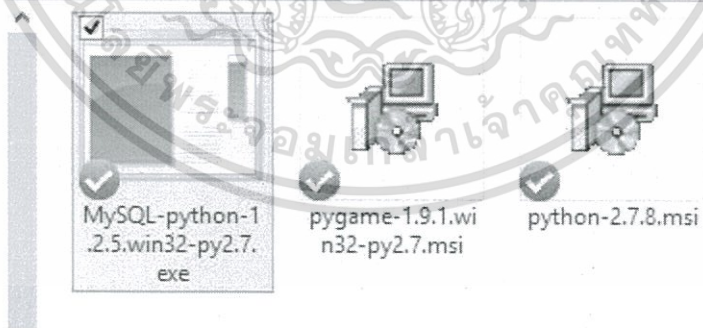 MySQL-python-1
.2.5.win32-py2.7.
exe
pygame-1.9.1.wi
n32-py2.7.msi
python-2.7.8.msi